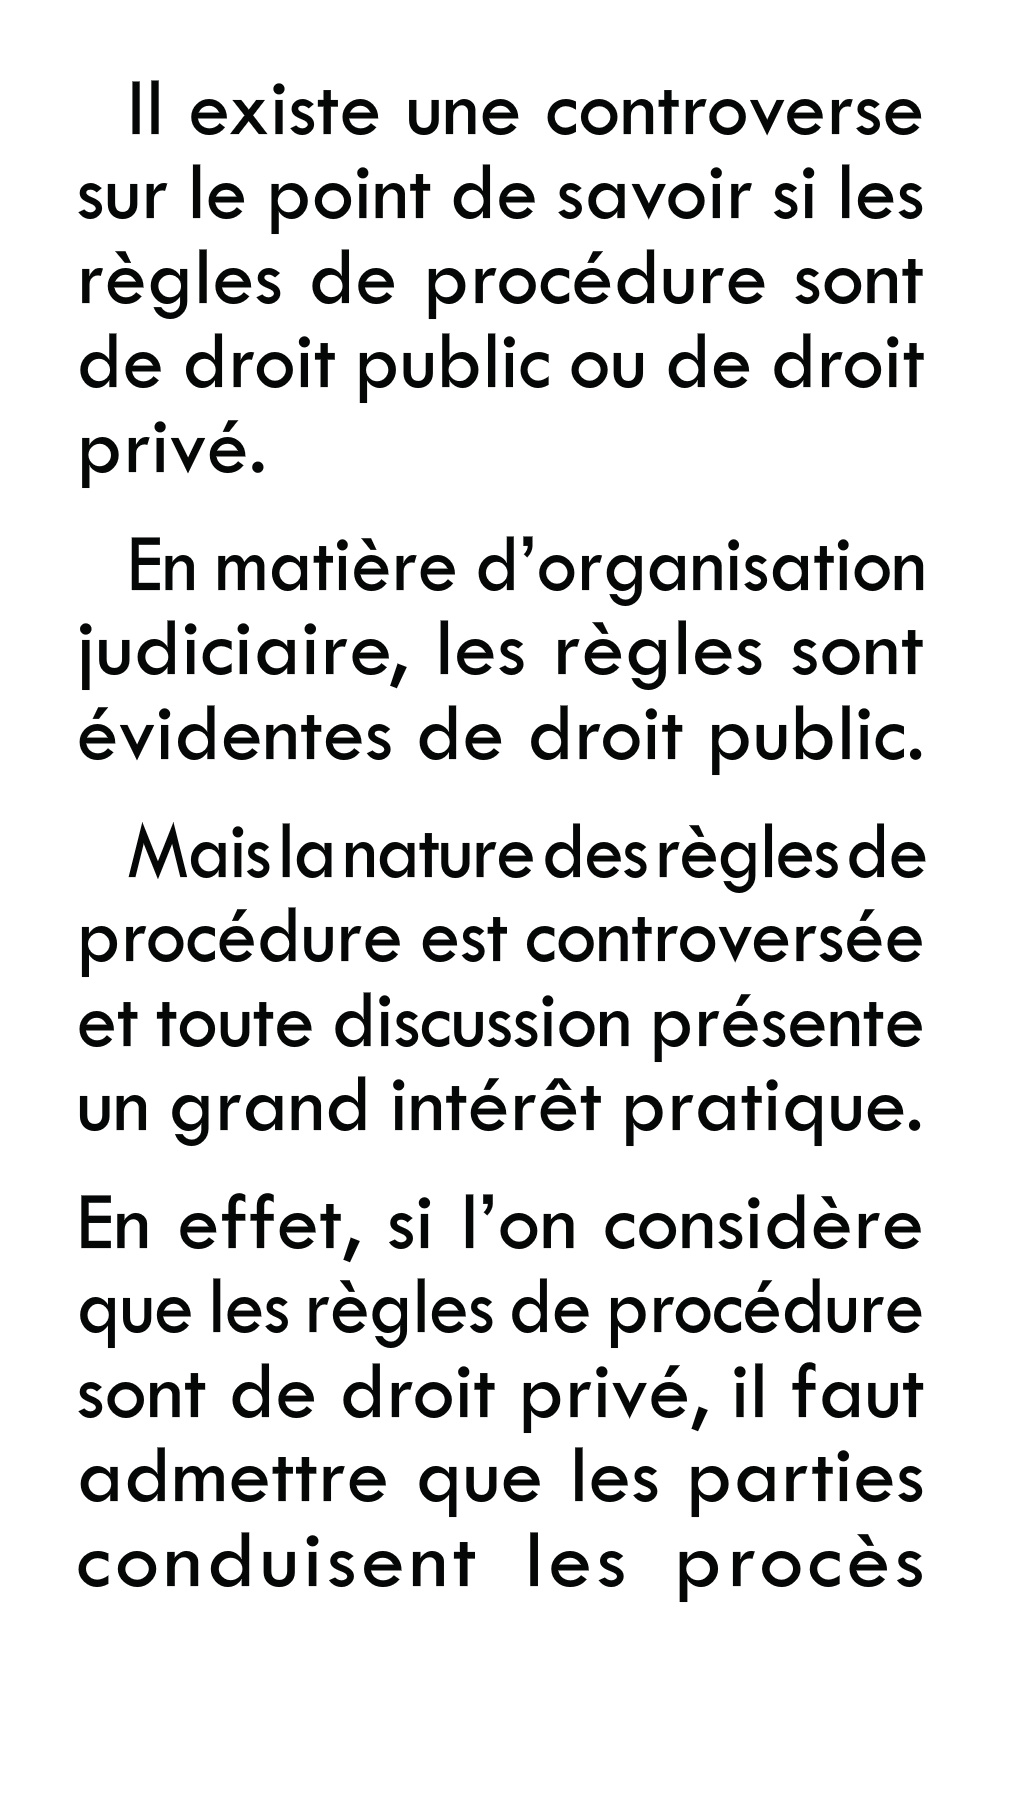 Il existe une controverse
sur le point de savoir si les
règles de procédure sont
de droit public ou de droit
privé.
En matière d’organisation
judiciaire, les règles sont
évidentes de droit public.
Mais la nature des règles de
procédure est controversée
et toute discussion présente
un grand intérêt pratique.
En effet, si l’on considère
que les règles de procédure
sont de droit privé, il faut
admettre que les parties
conduisent les procès